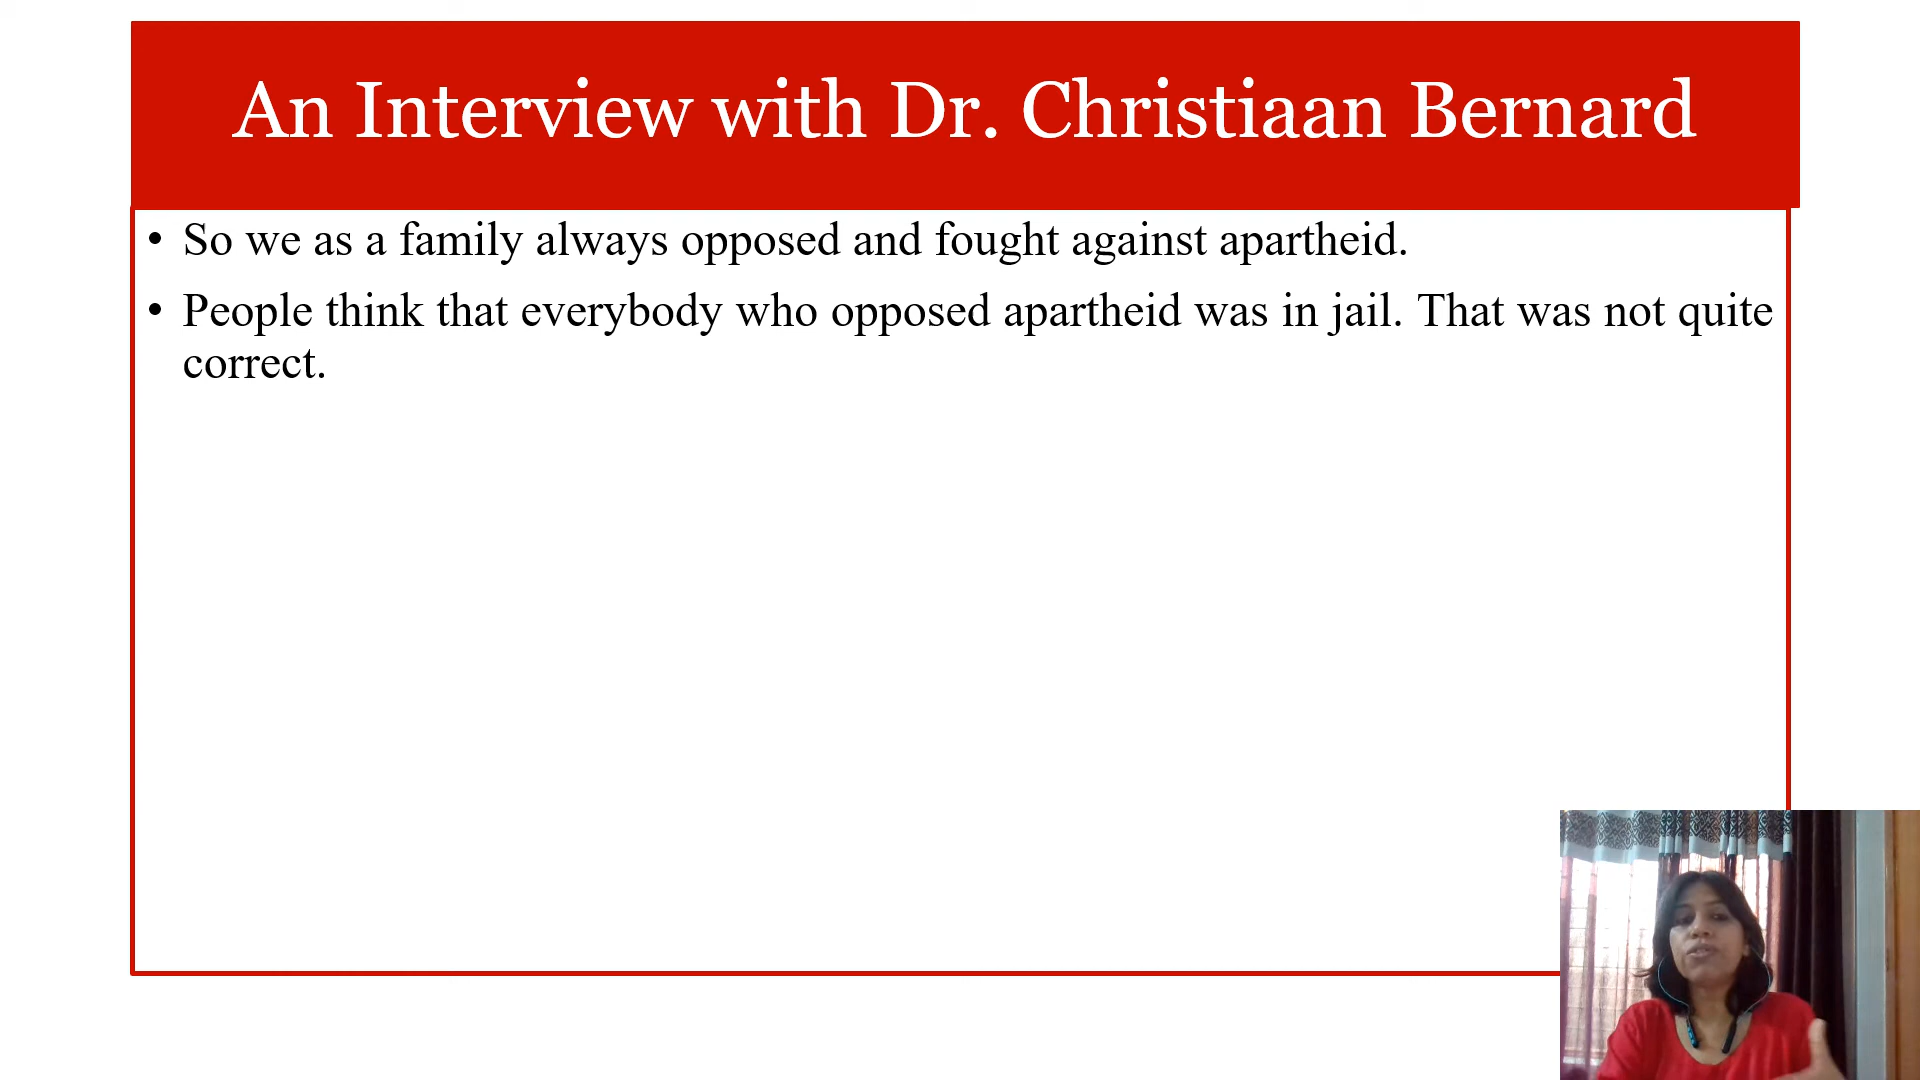 An Interview with Dr. Christiaan Bernard
• So we as a family always opposed and fought against apartheid.
• People think that everybody who opposed apartheid was in jail. That was not quite
correct.